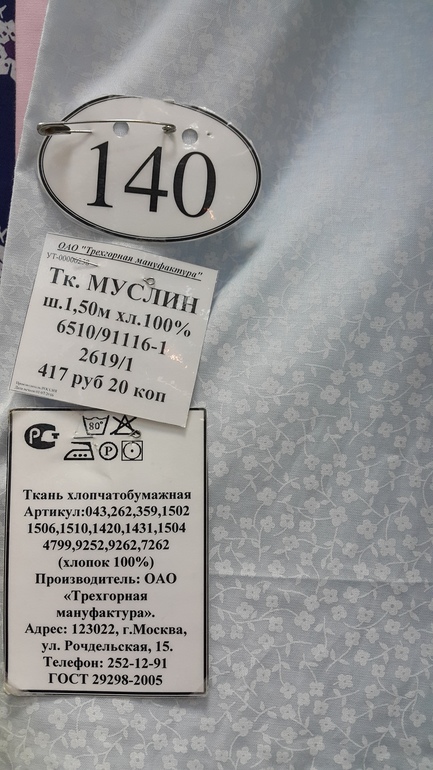 140
ОАО "Трехгорная мануфактура"
Тк. МУСЛИН
ш.1,50м хл.100%
6510/91116-1
2619/1
417 руб 20 коп
РС 80°
Р
Ткань хлопчатобумажная
Артикул:043,262,359,1502
1506,1510,1420,1431,1504
4799,9252,9262,7262
(хлопок 100%)
Производитель: ОАО
«Трехгорная
мануфактура».
Адрес: 123022, г.Москва,
ул. Рочдельская, 15.
Телефон: 252-12-91
ГОСТ 29298-2005